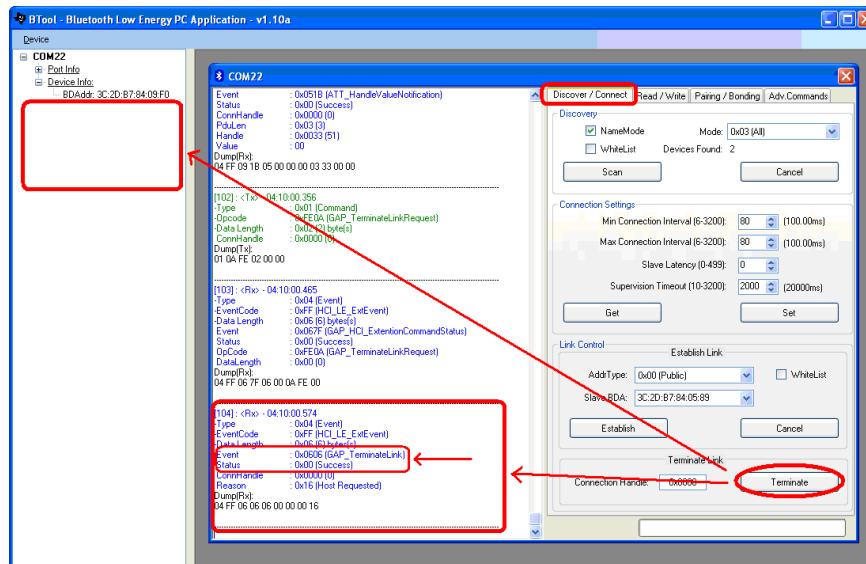 BTool - Bluetooth Low Energy PC Application - v1.10a
Device
COM22
Port Info
Device Info:
BDAddr: 3C:2D:B7:84:09:F0
COM22
Event : 0x051B (ATT_HandleValueNotification)
Status : 0x00 (Success)
ConnHandle : 0x0000 (0)
PduLen : 0x03 (3)
Handle : 0x0033 (51)
Value : 00
Dump(Rx):
04 FF 09 1B 05 00 00 00 03 33 00 00
[102] : <Tx> - 04:10:00.356
-Type : 0x01 (Command)
-Opcode : 0xFE0A (GAP_TerminateLinkRequest)
-Data Length : 0x02 (2) byte(s)
ConnHandle : 0x0000 (0)
Dump(Tx):
01 0A FE 02 00 00
[103] : <Rx> - 04:10:00.465
-Type : 0x04 (Event)
-EventCode : 0xFF (HCI_LE_ExtEvent)
-Data Length : 0x06 (6) bytes(s)
Event : 0x067F (GAP_HCI_ExtentionCommandStatus)
Status : 0x00 (Success)
OpCode : 0xFE0A (GAP_TerminateLinkRequest)
DataLength : 0x00 (0)
Dump(Rx):
04 FF 06 7F 06 00 0A FE 00
[104] : <Rx> - 04:10:00.574
-Type : 0x04 (Event)
-EventCode : 0xFF (HCI_LE_ExtEvent)
-Data Length : 0x06 (6) bytes(s)
Event : 0x0606 (GAP_TerminateLink)
Status : 0x00 (Success)
ConnHandle : 0x0000 (0)
Reason : 0x16 (Host Requested)
Dump(Rx):
04 FF 06 06 06 00 00 00 16
Discover / Connect Read / Write Pairing / Bonding Adv.Commands
Discovery
NameMode Mode: 0x03 (All)
WhiteList Devices Found: 2
Scan Cancel
Connection Settings
Min Connection Interval (6-3200): 80 (100.00ms)
Max Connection Interval (6-3200): 80 (100.00ms)
Slave Latency (0-499): 0
Supervision Timeout (10-3200): 2000 (20000ms)
Get Set
Link Control
Establish Link
AddrType: 0x00 (Public) WhiteList
Slave BDA: 3C:2D:B7:84:05:89
Establish Cancel
Terminate Link
Connection Handle: 0x0000 Terminate